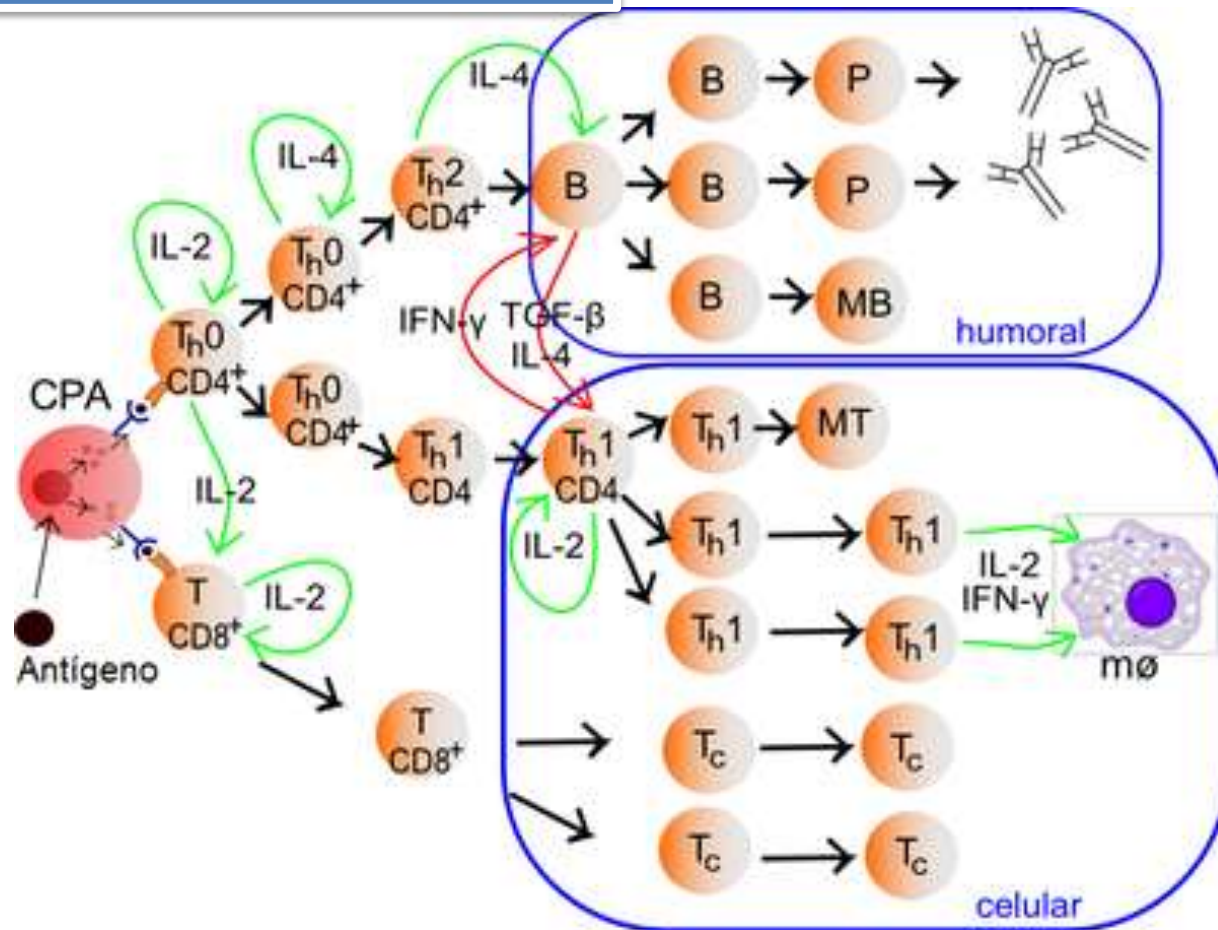 IL-4
B
P
IL-4
Th2
CD4+
B
B
P
IL-2
Th0
CD4+
B
MB
humoral
Th0
CD4+
IFN-γ
TGF-β
IL-4
CPA
Th0
CD4+
Th1
CD4
Th1
CD4
Th1
MT
IL-2
IL-2
Th1
Th1
IL-2
IFN-γ
T
CD8+
IL-2
Th1
Th1
mø
Antígeno
T
CD8+
Tc
Tc
Tc
Tc
celular